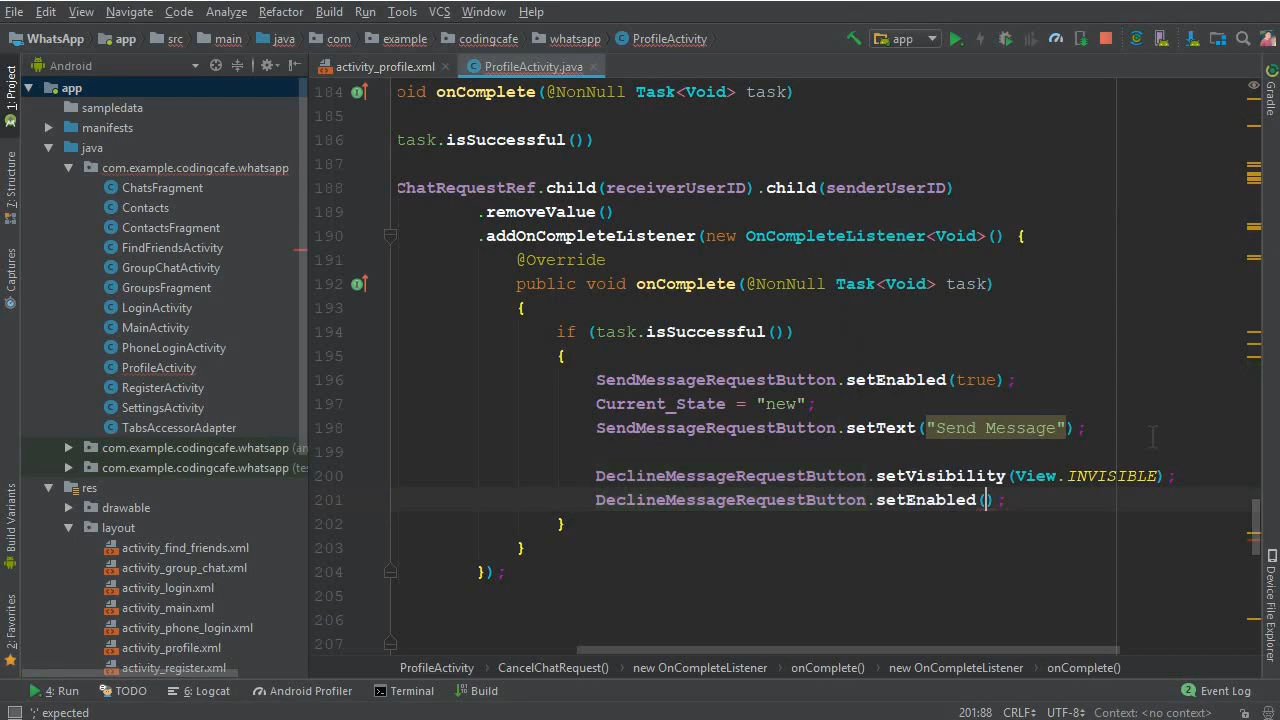 File Edit View Navigate Code Analyze Refactor Build Run Tools VCS Window Help
WhatsApp app src main java com example codingcafe whatsapp ProfileActivity app
1: Project
7: Structure
Captures
Build Variants
2: Favorites
Android
app
sampledata
manifests
java
com.example.codingcafe.whatsapp
ChatsFragment
Contacts
ContactsFragment
FindFriendsActivity
GroupChatActivity
GroupsFragment
LoginActivity
MainActivity
PhoneLoginActivity
ProfileActivity
RegisterActivity
SettingsActivity
TabsAccessorAdapter
com.example.codingcafe.whatsapp (an
com.example.codingcafe.whatsapp (tes
res
drawable
layout
activity_find_friends.xml
activity_group_chat.xml
activity_login.xml
activity_main.xml
activity_phone_login.xml
activity_profile.xml
activity_register.xml
activity_profile.xml ProfileActivity.java
184 oid onComplete(@NonNull Task<Void> task)
185
186 task.isSuccessful())
187
188 ChatRequestRef.child(receiverUserID).child(senderUserID)
189 .removeValue()
190 .addOnCompleteListener(new OnCompleteListener<Void>() {
191 @Override
192 public void onComplete(@NonNull Task<Void> task)
193 {
194 if (task.isSuccessful())
195 {
196 SendMessageRequestButton.setEnabled(true);
197 Current_State = "new";
198 SendMessageRequestButton.setText("Send Message");
199
200 DeclineMessageRequestButton.setVisibility(View.INVISIBLE);
201 DeclineMessageRequestButton.setEnabled();
202 }
203 }
204 });
205
206
207
ProfileActivity CancelChatRequest() new OnCompleteListener onComplete() new OnCompleteListener onComplete()
Gradle
Device File Explorer
4: Run TODO 6: Logcat Android Profiler Terminal Build 2 Event Log
';' expected 201:88 CRLF UTF-8 Context: <no context>